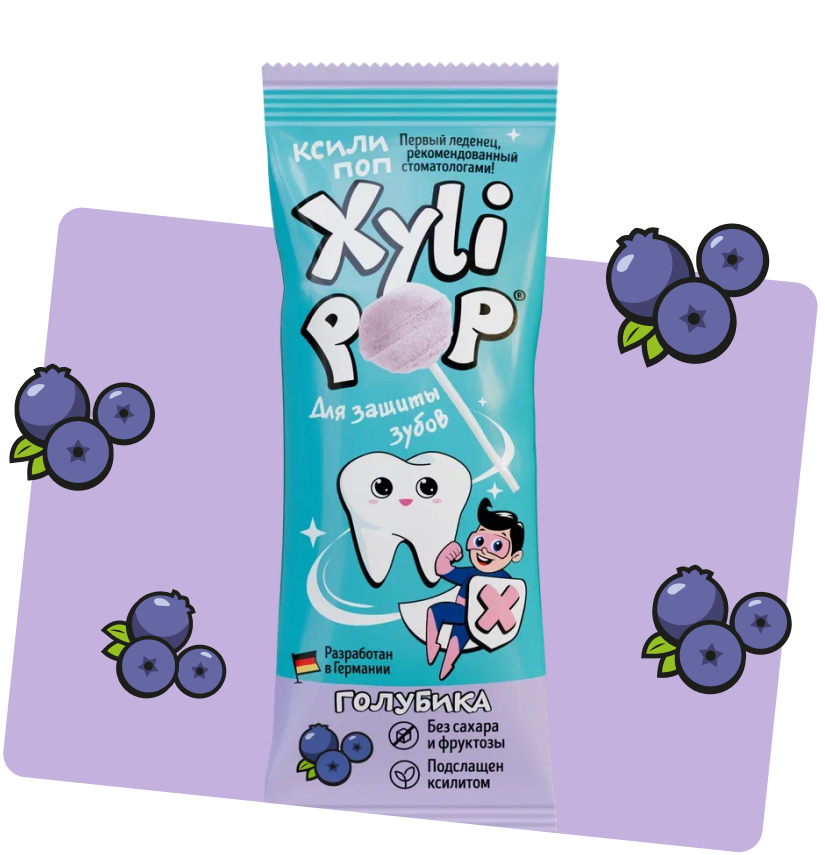 ксили
поп
Первый леденец,
рекомендованный
стоматологами!
Xyli
POP®
Для защиты
зубов
X
Разработан
в Германии
ГОЛУБИКА
Без сахара
и фруктозы
Подслащен
ксилитом